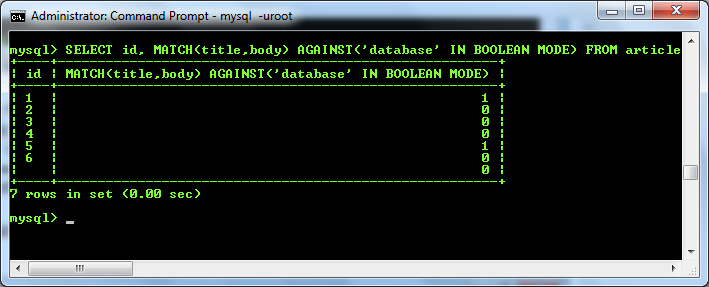 Administrator: Command Prompt - mysql  -uroot
mysql> SELECT id, MATCH(title,body) AGAINST('database' IN BOOLEAN MODE) FROM article
| id | MATCH(title,body) AGAINST('database' IN BOOLEAN MODE) |
| 1 | 1 |
| 2 | 0 |
| 3 | 0 |
| 4 | 0 |
| 5 | 1 |
| 6 | 0 |
| | 0 |
7 rows in set (0.00 sec)
mysql> _